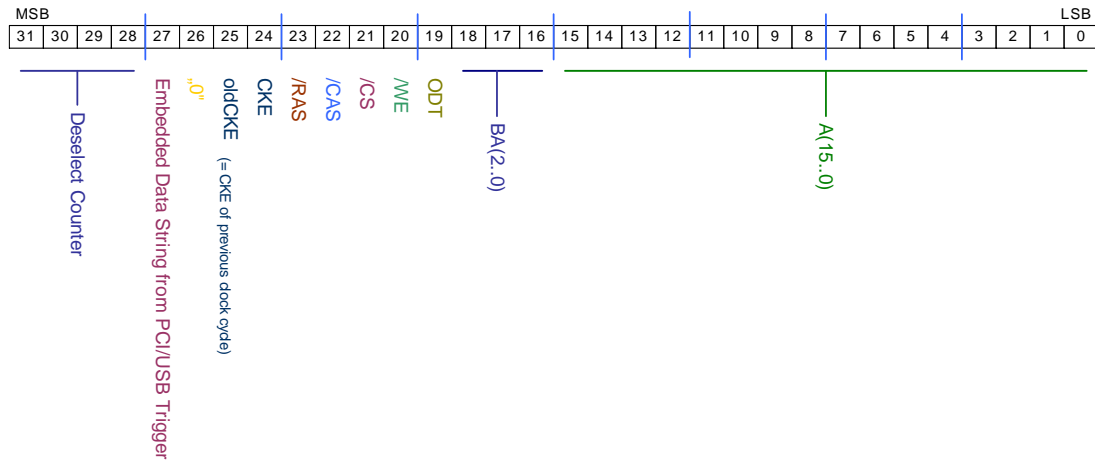 MSB LSB
31 30 29 28 27 26 25 24 23 22 21 20 19 18 17 16 15 14 13 12 11 10 9 8 7 6 5 4 3 2 1 0
Deselect Counter
Embedded Data String from PCI/USB Trigger
„0"
oldCKE (= CKE of previous dock cycle)
CKE
/RAS
/CAS
/CS
/WE
ODT
BA(2..0)
A(15..0)